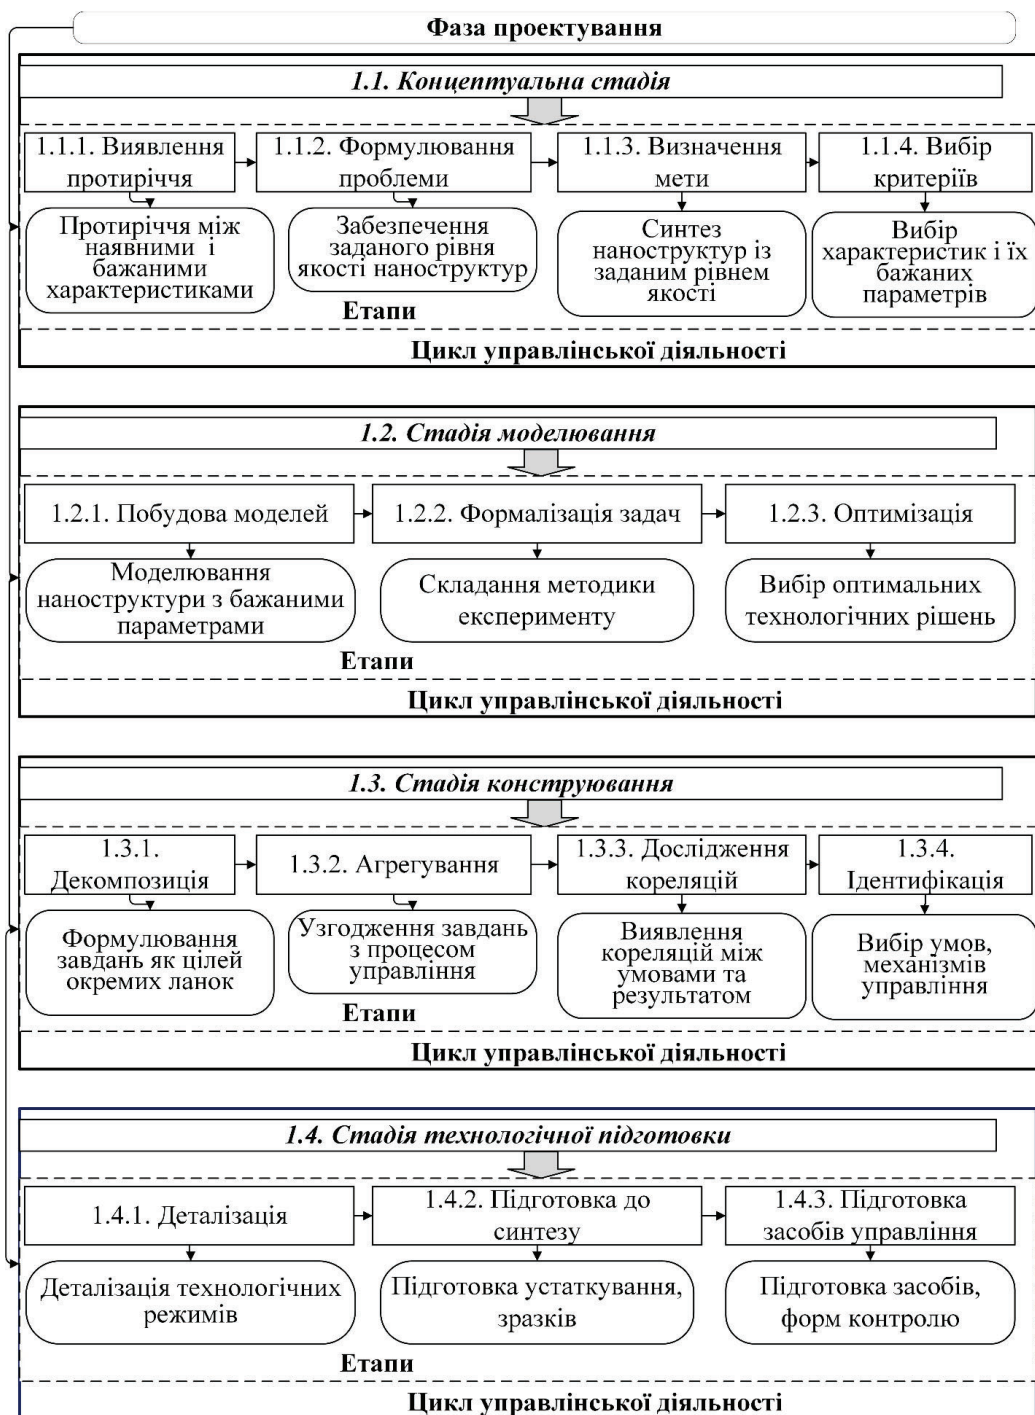 Фаза проектування
1.1. Концептуальна стадія
1.1.1. Виявлення
протиріччя
1.1.2. Формулювання
проблеми
1.1.3. Визначення
мети
1.1.4. Вибір
критеріїв
Протиріччя між
наявними і
бажаними
характеристиками
Забезпечення
заданого рівня
якості наноструктур
Синтез
наноструктур із
заданим рівнем
якості
Вибір
характеристик і їх
бажаних
параметрів
Етапи
Цикл управлінської діяльності
1.2. Стадія моделювання
1.2.1. Побудова моделей
1.2.2. Формалізація задач
1.2.3. Оптимізація
Моделювання
наноструктури з бажаними
параметрами
Складання методики
експерименту
Вибір оптимальних
технологічних рішень
Етапи
Цикл управлінської діяльності
1.3. Стадія конструювання
1.3.1.
Декомпозиція
1.3.2. Агрегування
1.3.3. Дослідження
кореляцій
1.3.4.
Ідентифікація
Формулювання
завдань як цілей
окремих ланок
Узгодження завдань
з процесом
управління
Виявлення
кореляцій між
умовами та
результатом
Вибір умов,
механізмів
управління
Етапи
Цикл управлінської діяльності
1.4. Стадія технологічної підготовки
1.4.1. Деталізація
1.4.2. Підготовка до
синтезу
1.4.3. Підготовка
засобів управління
Деталізація технологічних
режимів
Підготовка устаткування,
зразків
Підготовка засобів,
форм контролю
Етапи
Цикл управлінської діяльності